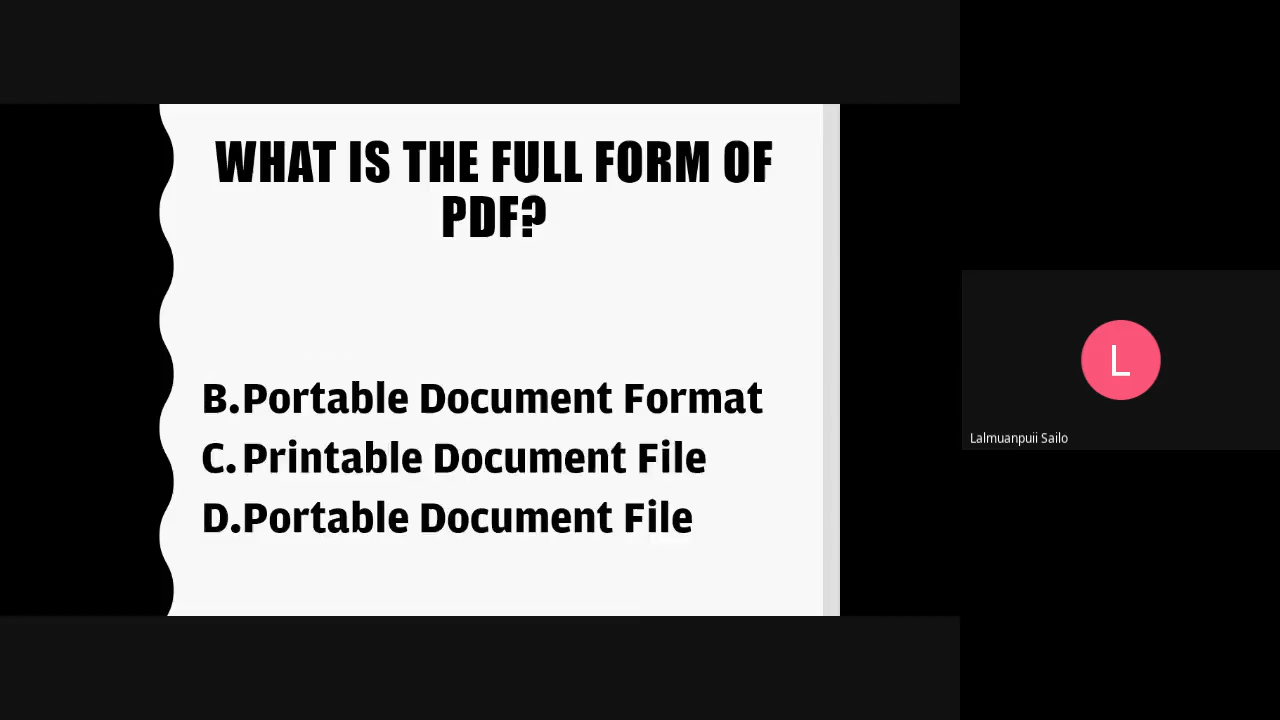 WHAT IS THE FULL FORM OF
PDF?
B.Portable Document Format
C.Printable Document File
D.Portable Document File
L
Lalmuanpuii Sailo